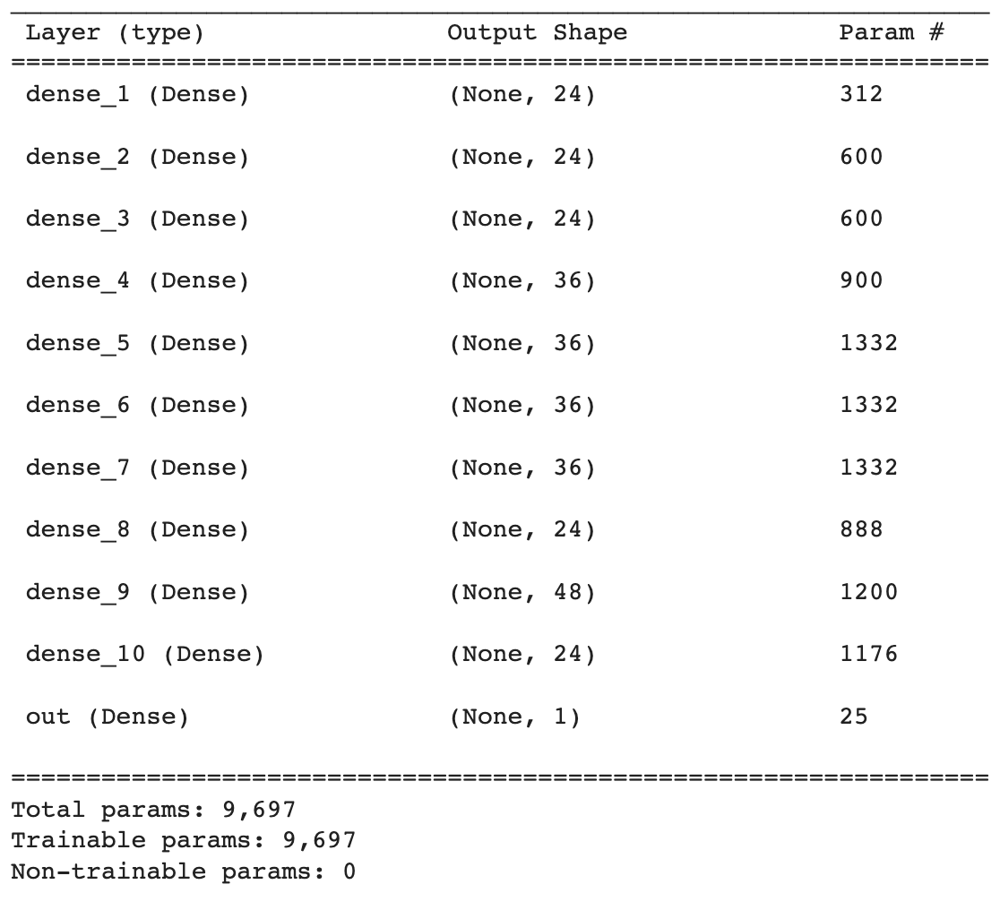 Layer (type) Output Shape Param #
=================================================================
dense_1 (Dense) (None, 24) 312
dense_2 (Dense) (None, 24) 600
dense_3 (Dense) (None, 24) 600
dense_4 (Dense) (None, 36) 900
dense_5 (Dense) (None, 36) 1332
dense_6 (Dense) (None, 36) 1332
dense_7 (Dense) (None, 36) 1332
dense_8 (Dense) (None, 24) 888
dense_9 (Dense) (None, 48) 1200
dense_10 (Dense) (None, 24) 1176
out (Dense) (None, 1) 25
=================================================================
Total params: 9,697
Trainable params: 9,697
Non-trainable params: 0